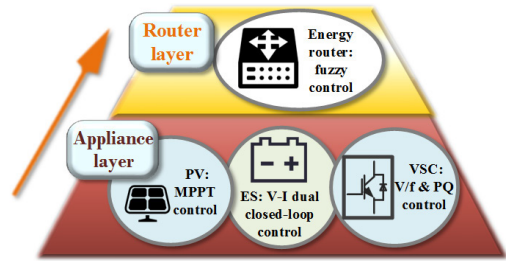 Router
layer
Energy
router:
fuzzy
control
Appliance
layer
PV:
MPPT
control
ES: V-I dual
closed-loop
control
VSC:
V/f & PQ
control